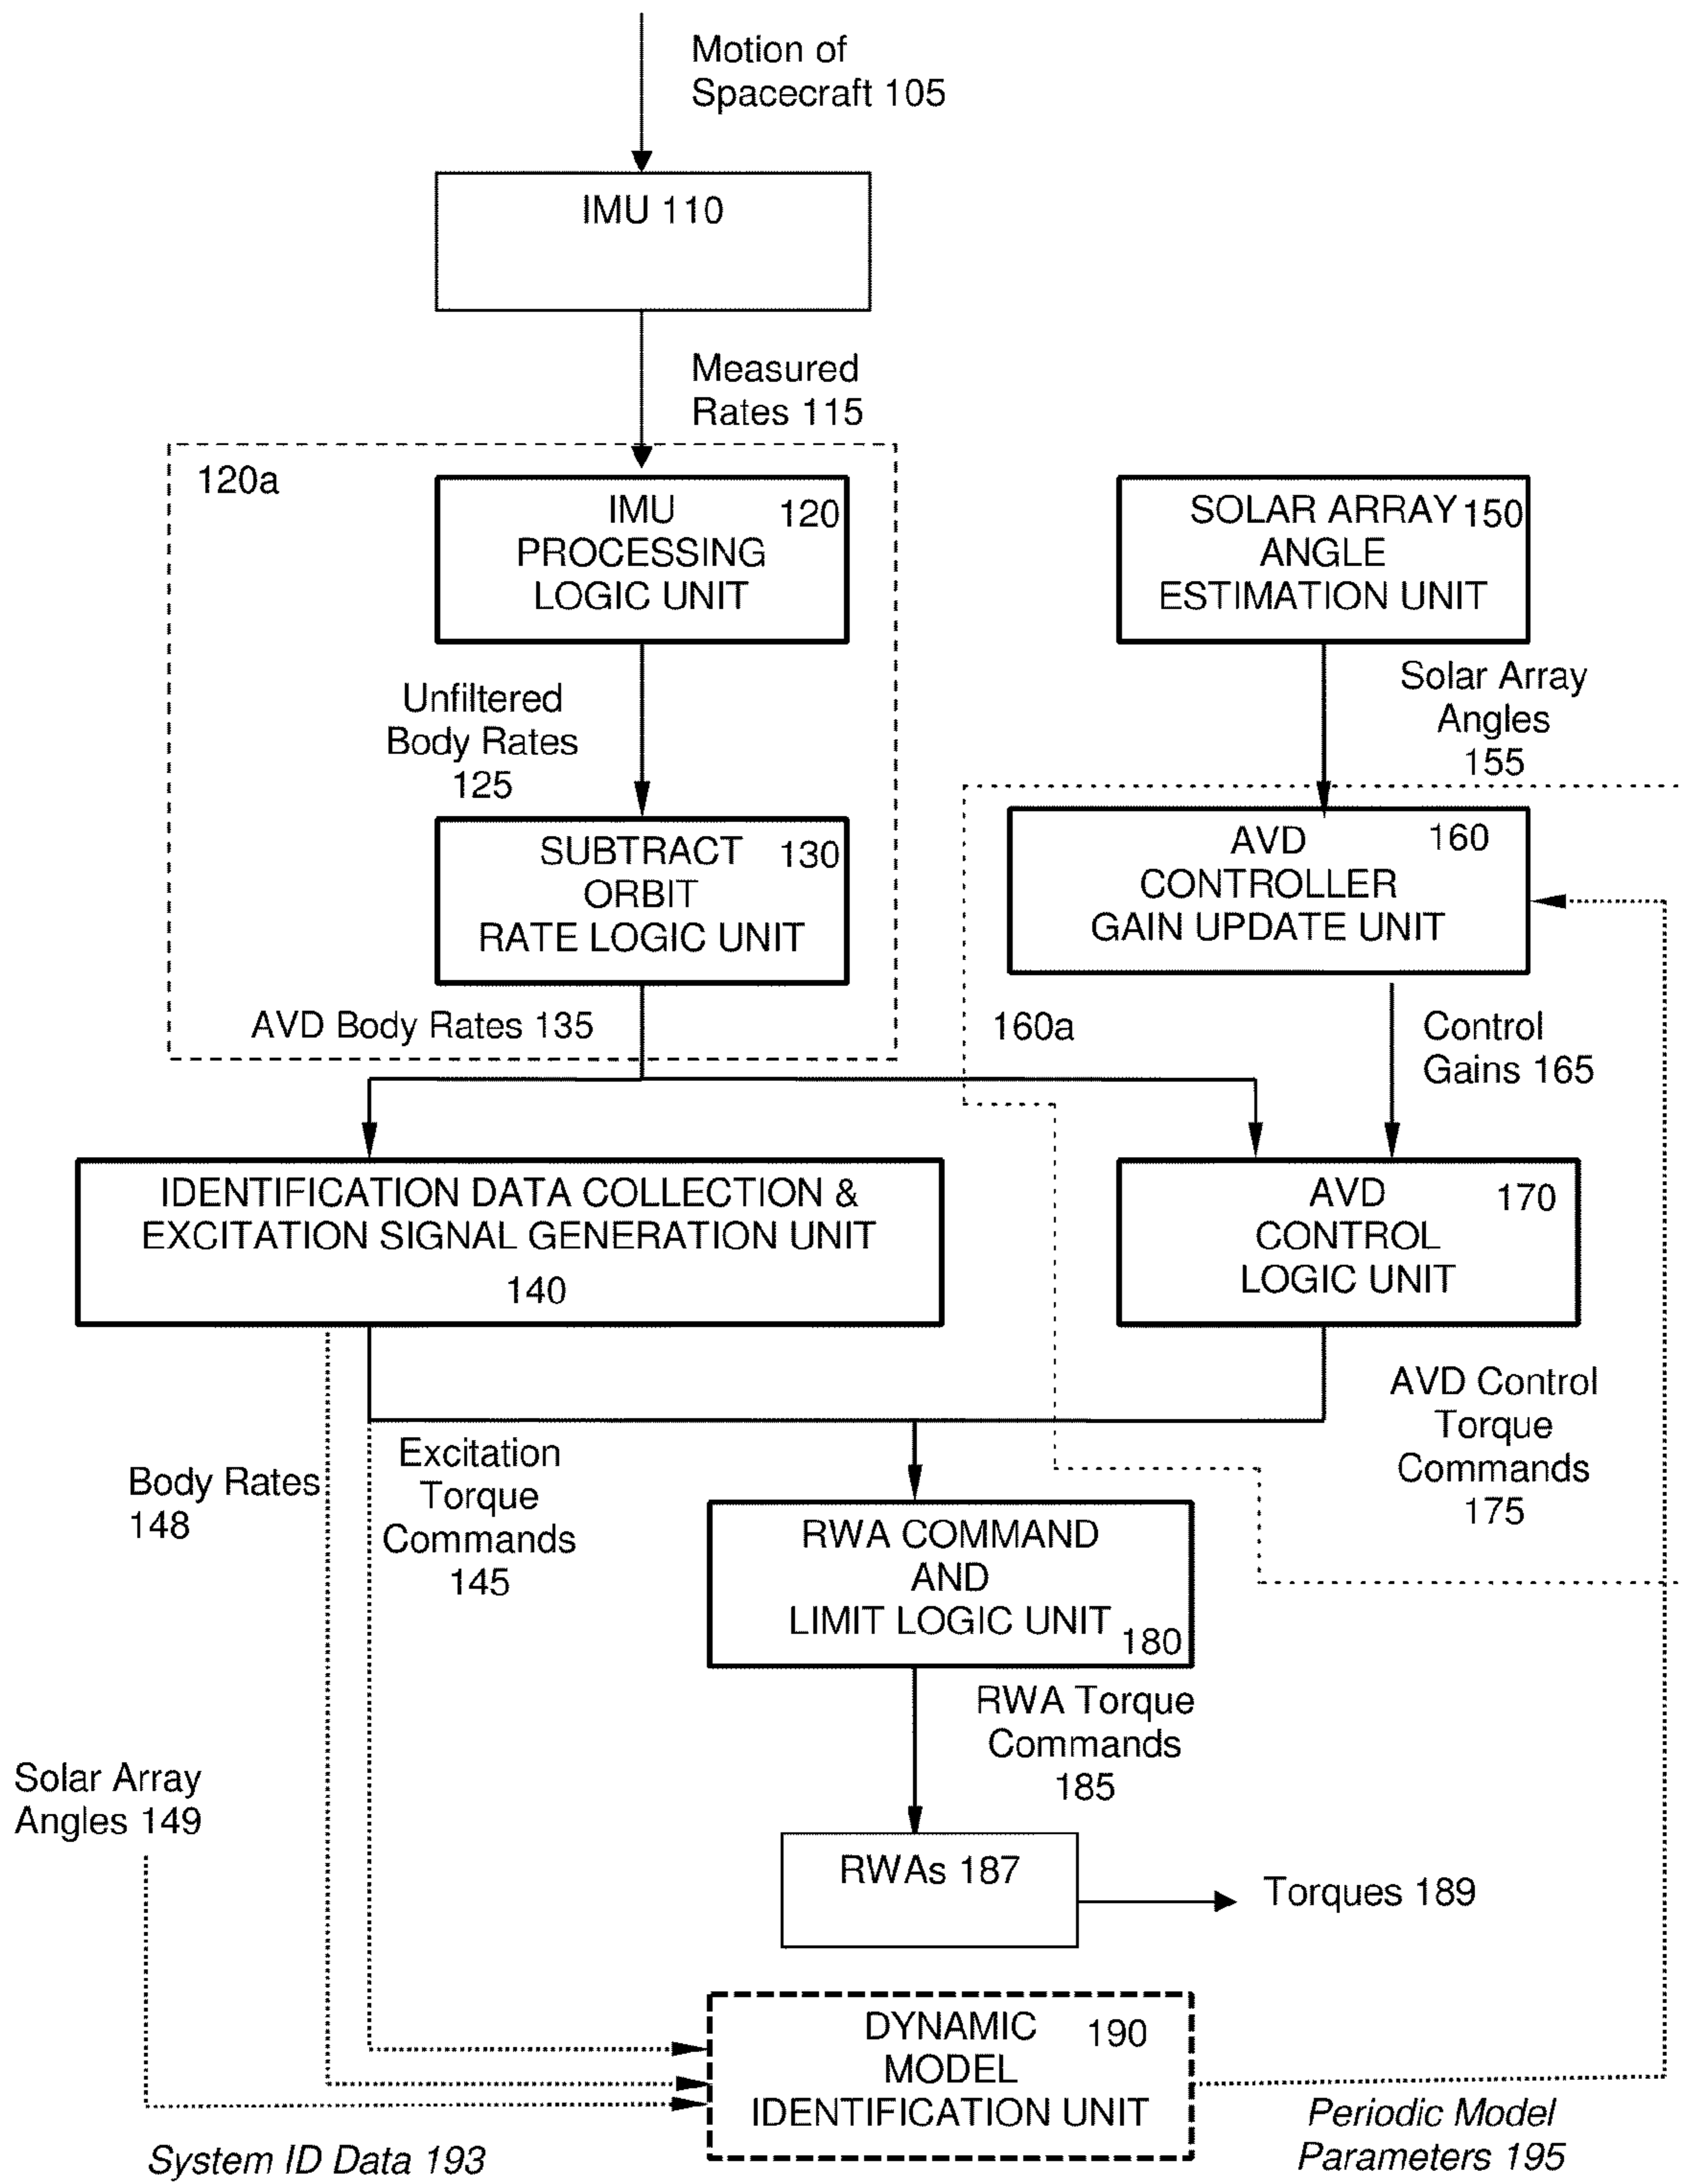 Motion of
Spacecraft 105
IMU 110
Measured
Rates 115
120a
IMU 120
PROCESSING
LOGIC UNIT
SOLAR ARRAY 150
ANGLE
ESTIMATION UNIT
Unfiltered
Body Rates
125
Solar Array
Angles
155
SUBTRACT 130
ORBIT
RATE LOGIC UNIT
AVD 160
CONTROLLER
GAIN UPDATE UNIT
AVD Body Rates 135
160a
Control
Gains 165
IDENTIFICATION DATA COLLECTION &
EXCITATION SIGNAL GENERATION UNIT
140
AVD 170
CONTROL
LOGIC UNIT
AVD Control
Torque
Commands
175
Body Rates
148
Excitation
Torque
Commands
145
RWA COMMAND
AND
LIMIT LOGIC UNIT 180
RWA Torque
Commands
185
Solar Array
Angles 149
RWAs 187
Torques 189
DYNAMIC 190
MODEL
IDENTIFICATION UNIT
System ID Data 193
Periodic Model
Parameters 195